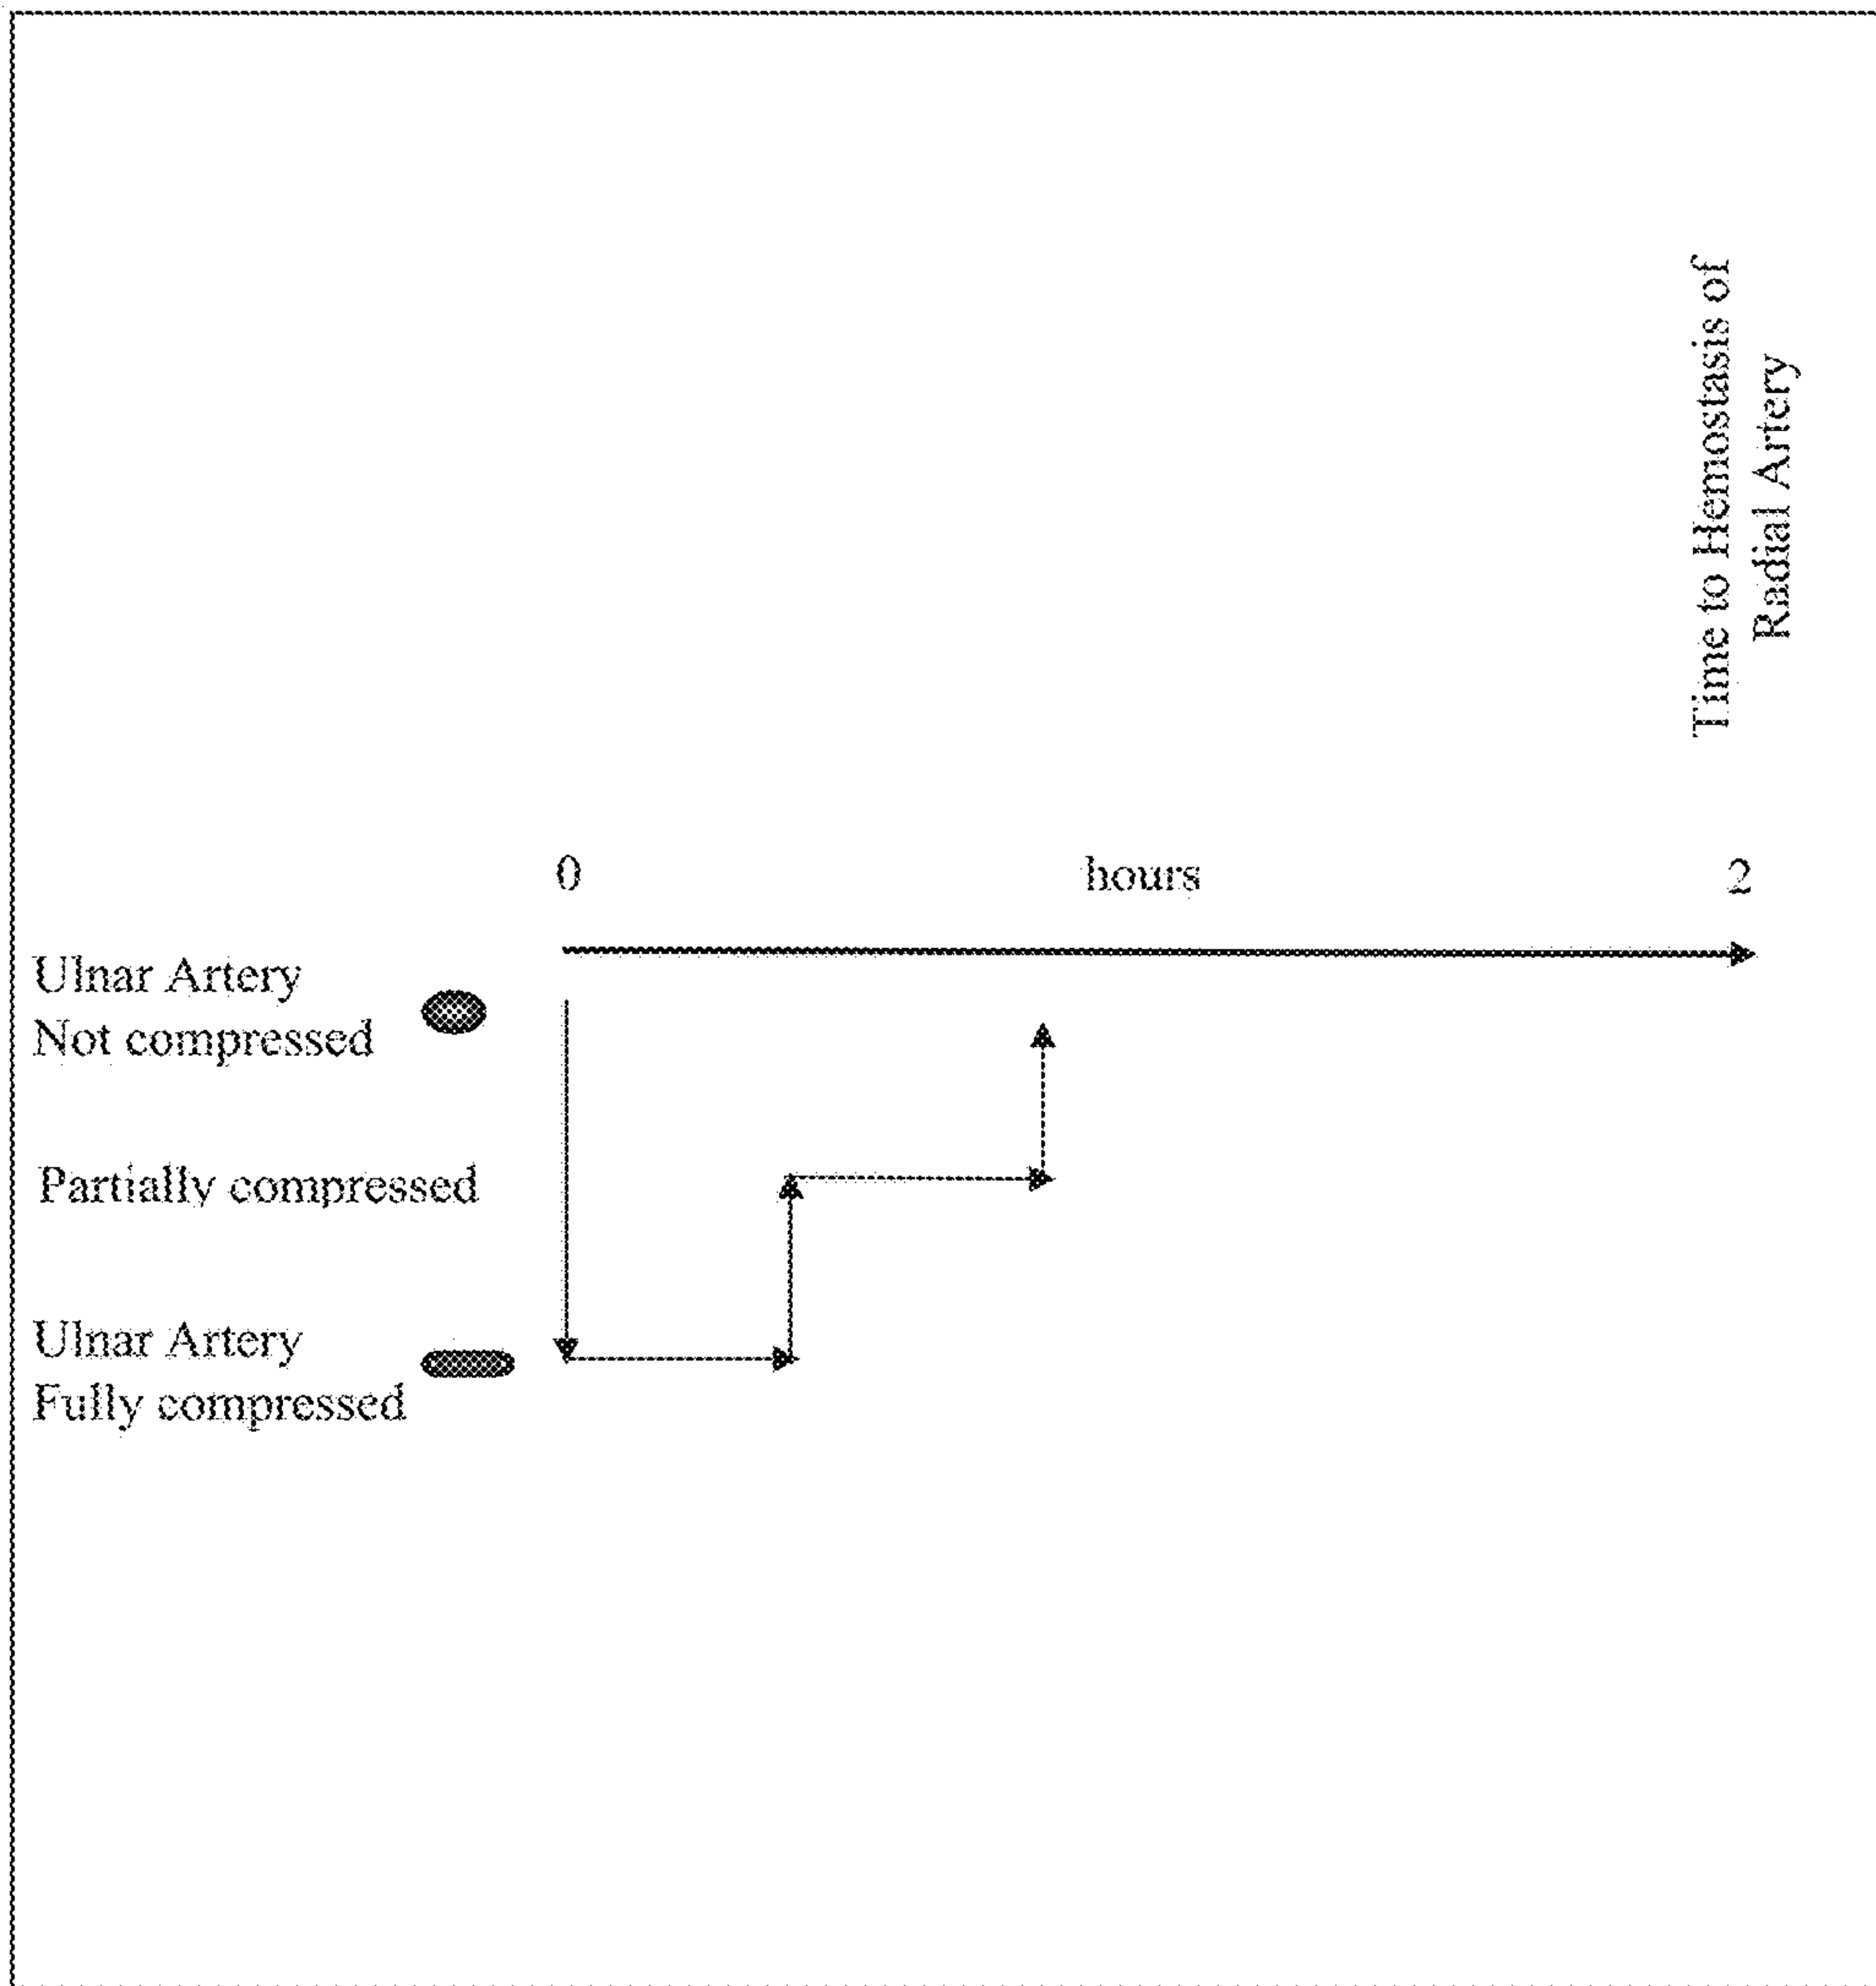 Time to Hemostasis of
Radial Artery
0 hours 2
Ulnar Artery
Not compressed
Partially compressed
Ulnar Artery
Fully compressed